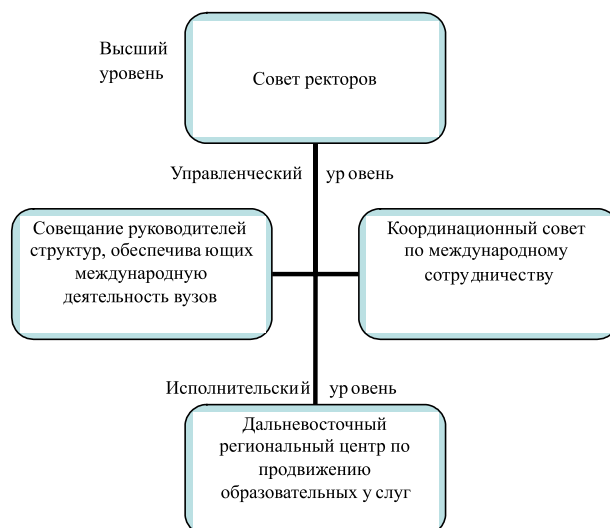 Высший
уровень
Совет ректоров
Управленческий уровень
Совещание руководителей
структур, обеспечивающих
международную
деятельность вузов
Координационный совет
по международному
сотрудничеству
Исполнительский уровень
Дальневосточный
региональный центр по
продвижению
образовательных услуг